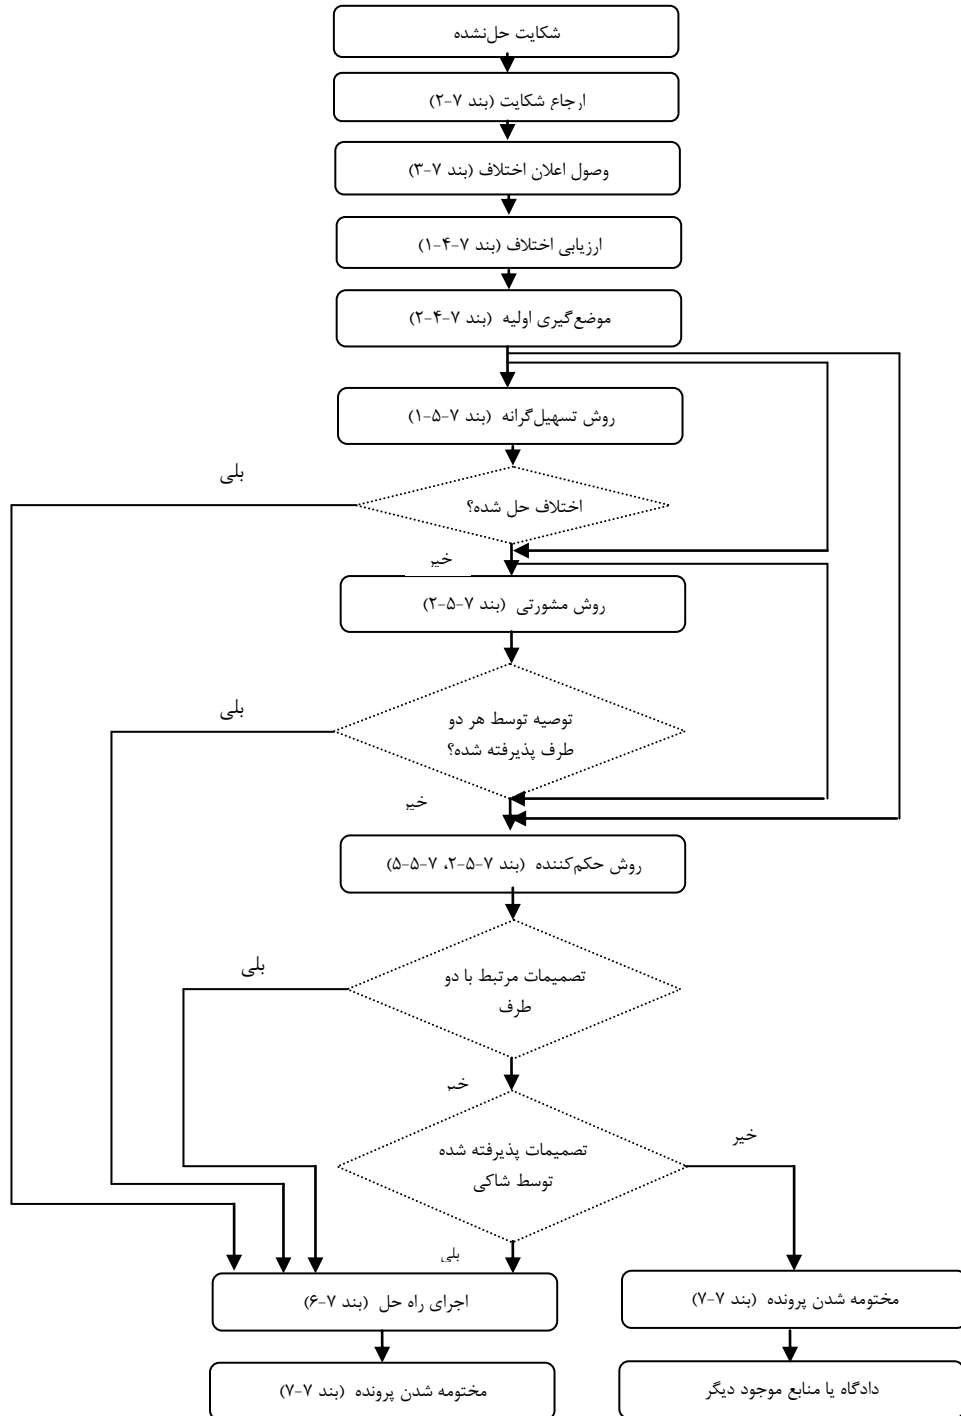 شکایت حل‌نشده
ارجاع شکایت (بند ۷-۲)
وصول اعلان اختلاف (بند ۷-۳)
ارزیابی اختلاف (بند ۷-۴-۱)
موضع‌گیری اولیه (بند ۷-۴-۲)
روش تسهیل‌گرانه (بند ۷-۵-۱)
بلی
اختلاف حل شده؟
خیر
روش مشورتی (بند ۷-۵-۲)
بلی
توصیه توسط هر دو
طرف پذیرفته شده؟
خیر
روش حکم‌کننده (بند ۷-۵-۲، ۷-۵-۵)
بلی
تصمیمات مرتبط با دو
طرف
خیر
خیر
تصمیمات پذیرفته شده
توسط شاکی
بلی
اجرای راه حل (بند ۷-۶)
مختومه شدن پرونده (بند ۷-۷)
مختومه شدن پرونده (بند ۷-۷)
دادگاه یا منابع موجود دیگر